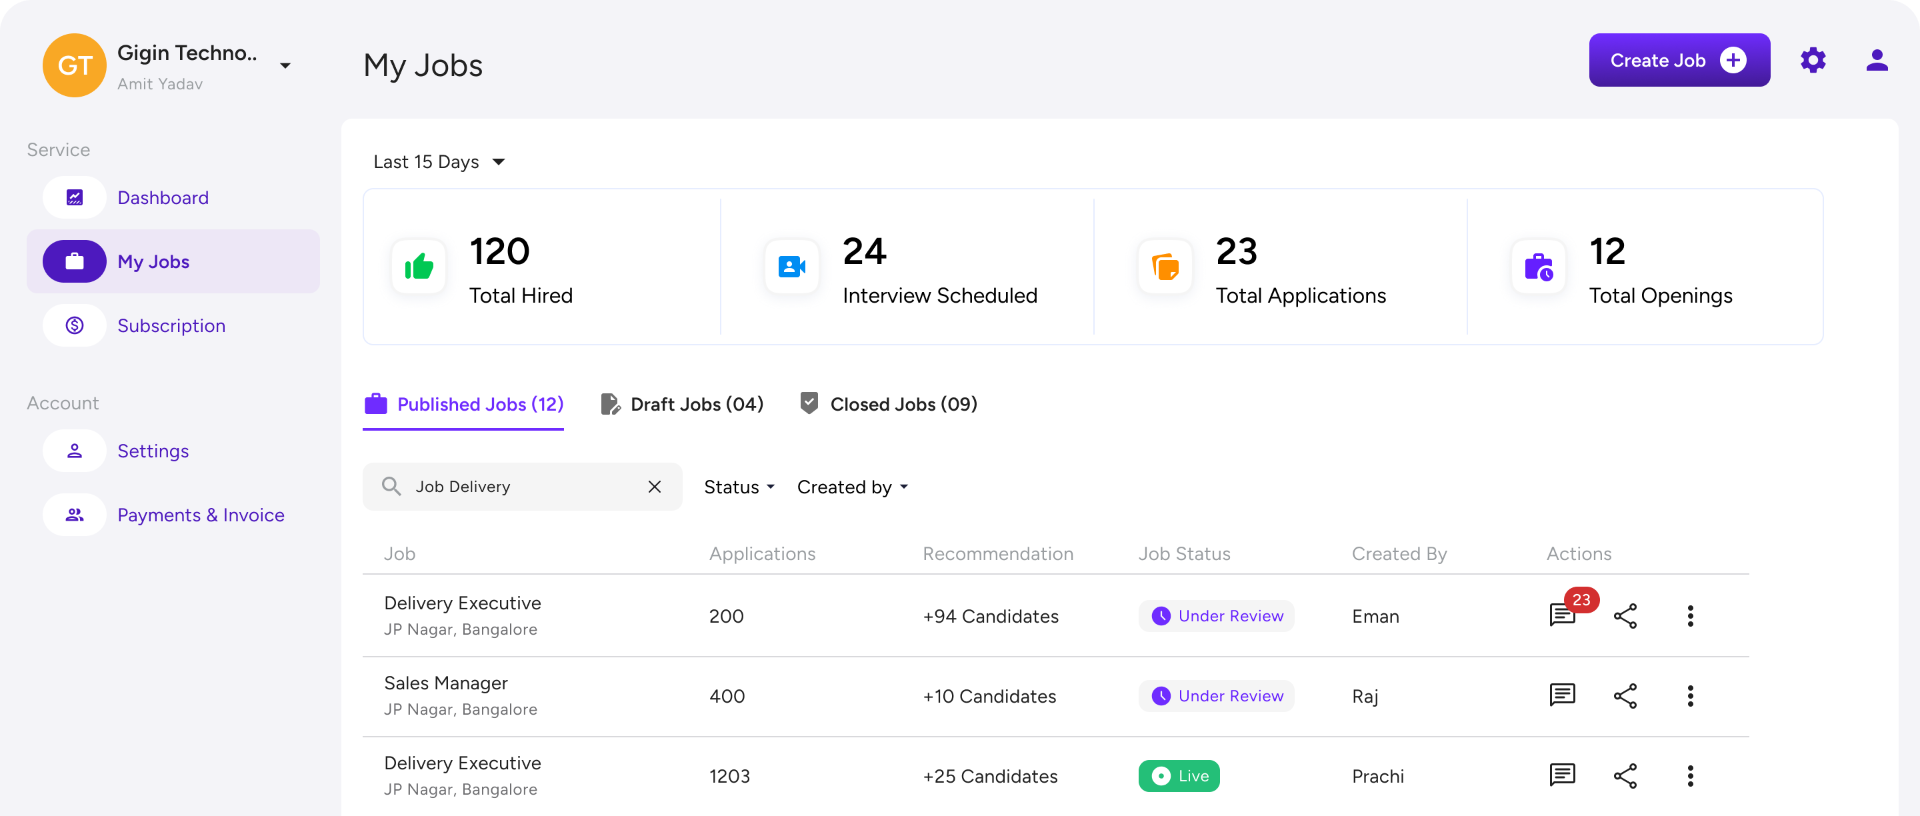 GT
Gigin Techno..
Amit Yadav
My Jobs
Create Job
Service
Dashboard
My Jobs
Subscription
Account
Settings
Payments & Invoice
Last 15 Days
120
Total Hired
24
Interview Scheduled
23
Total Applications
12
Total Openings
Published Jobs (12)
Draft Jobs (04)
Closed Jobs (09)
Job Delivery
Status
Created by
Job Applications Recommendation Job Status Created By Actions
Delivery Executive
JP Nagar, Bangalore
200
+94 Candidates
Under Review
Eman
23
Sales Manager
JP Nagar, Bangalore
400
+10 Candidates
Under Review
Raj
Delivery Executive
JP Nagar, Bangalore
1203
+25 Candidates
Live
Prachi